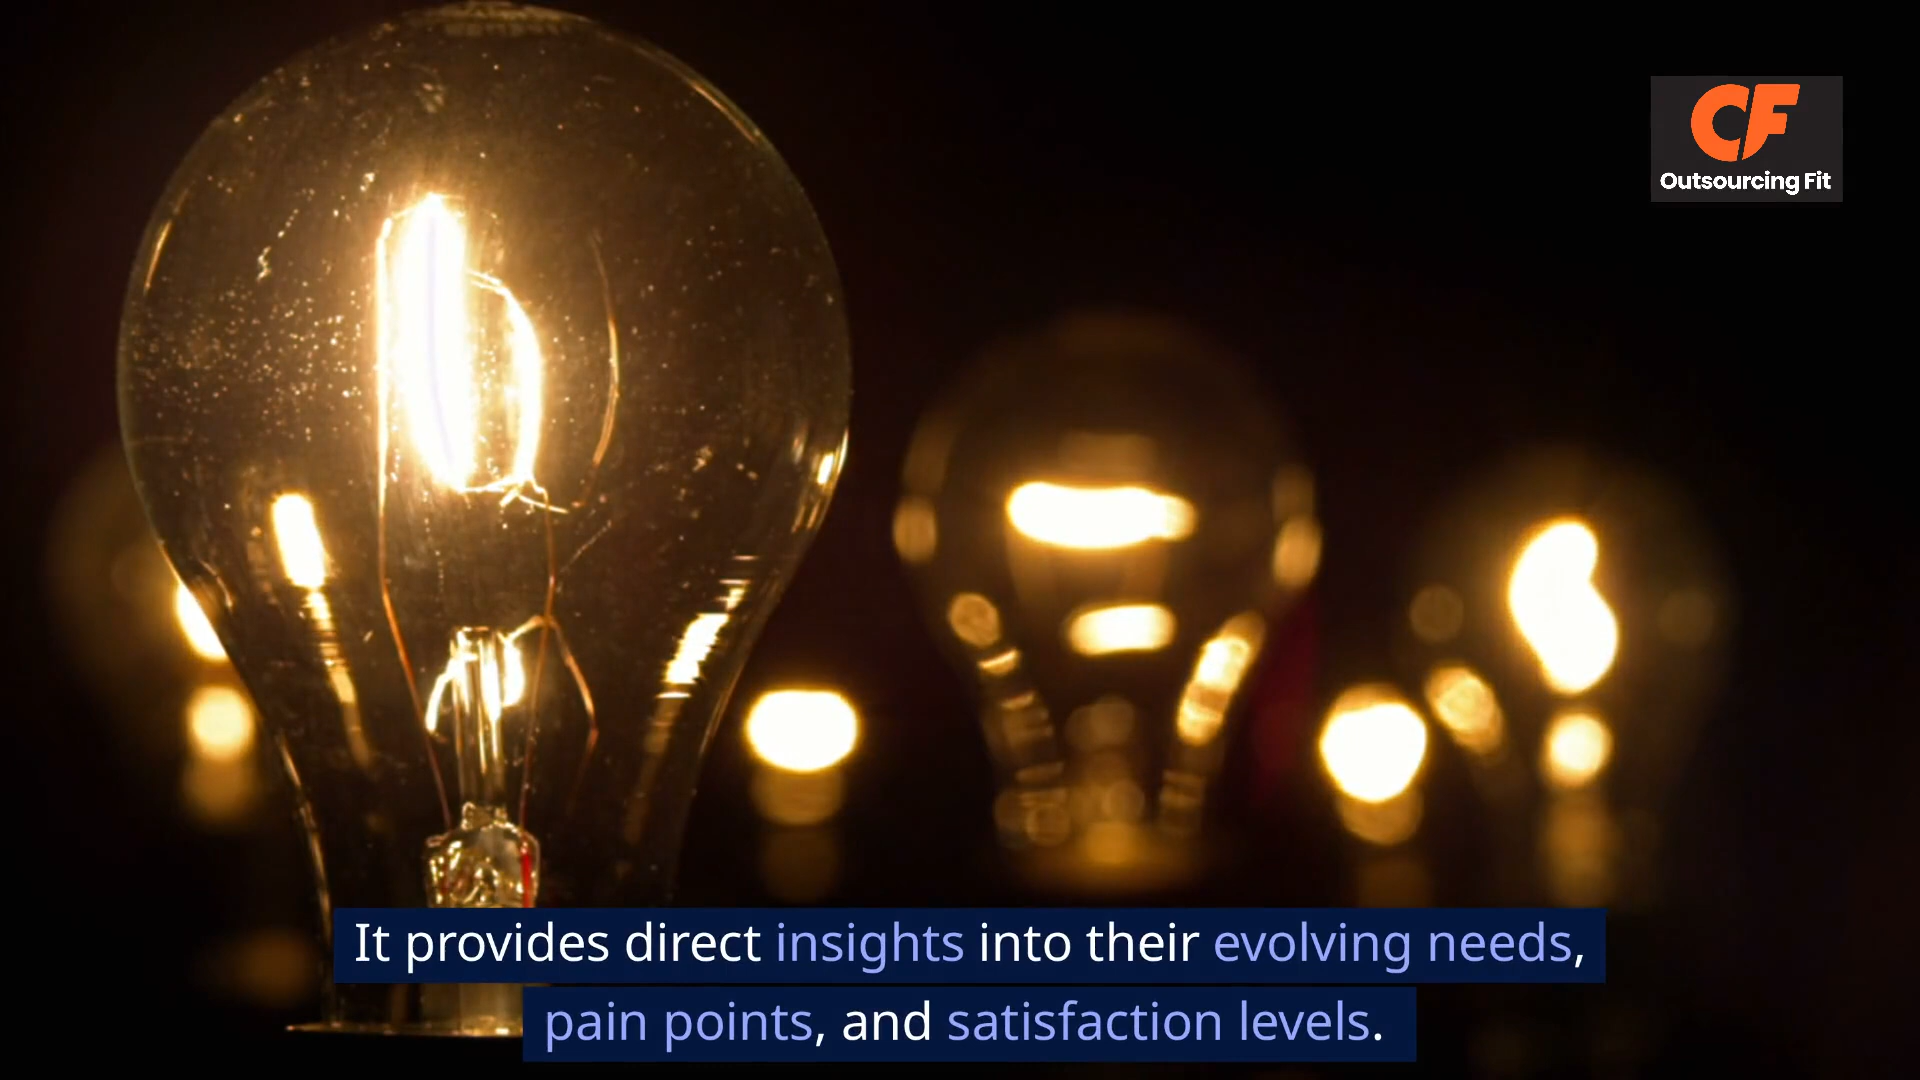 CF
Outsourcing Fit
It provides direct insights into their evolving needs,
pain points, and satisfaction levels.